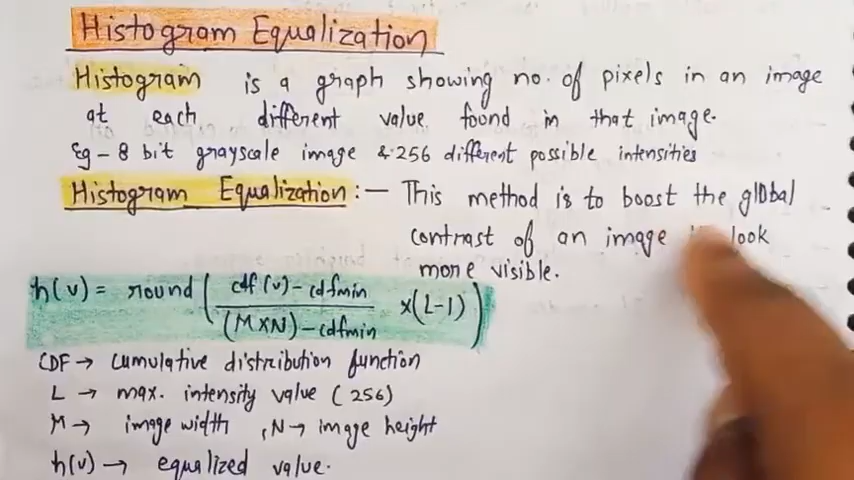 Histogram Equalization
Histogram is a graph showing no. of pixels in an image
at each different value found in that image.
Eg - 8 bit grayscale image & 256 different possible intensities
Histogram Equalization :- This method is to boost the global
contrast of an image look
more visible.
h(v) = round ( (cdf(v) - cdfmin) / ((M×N) - cdfmin) ×(L-1) )
CDF → cumulative distribution function
L → max. intensity value (256)
M → image width , N → image height
h(v) → equalized value.